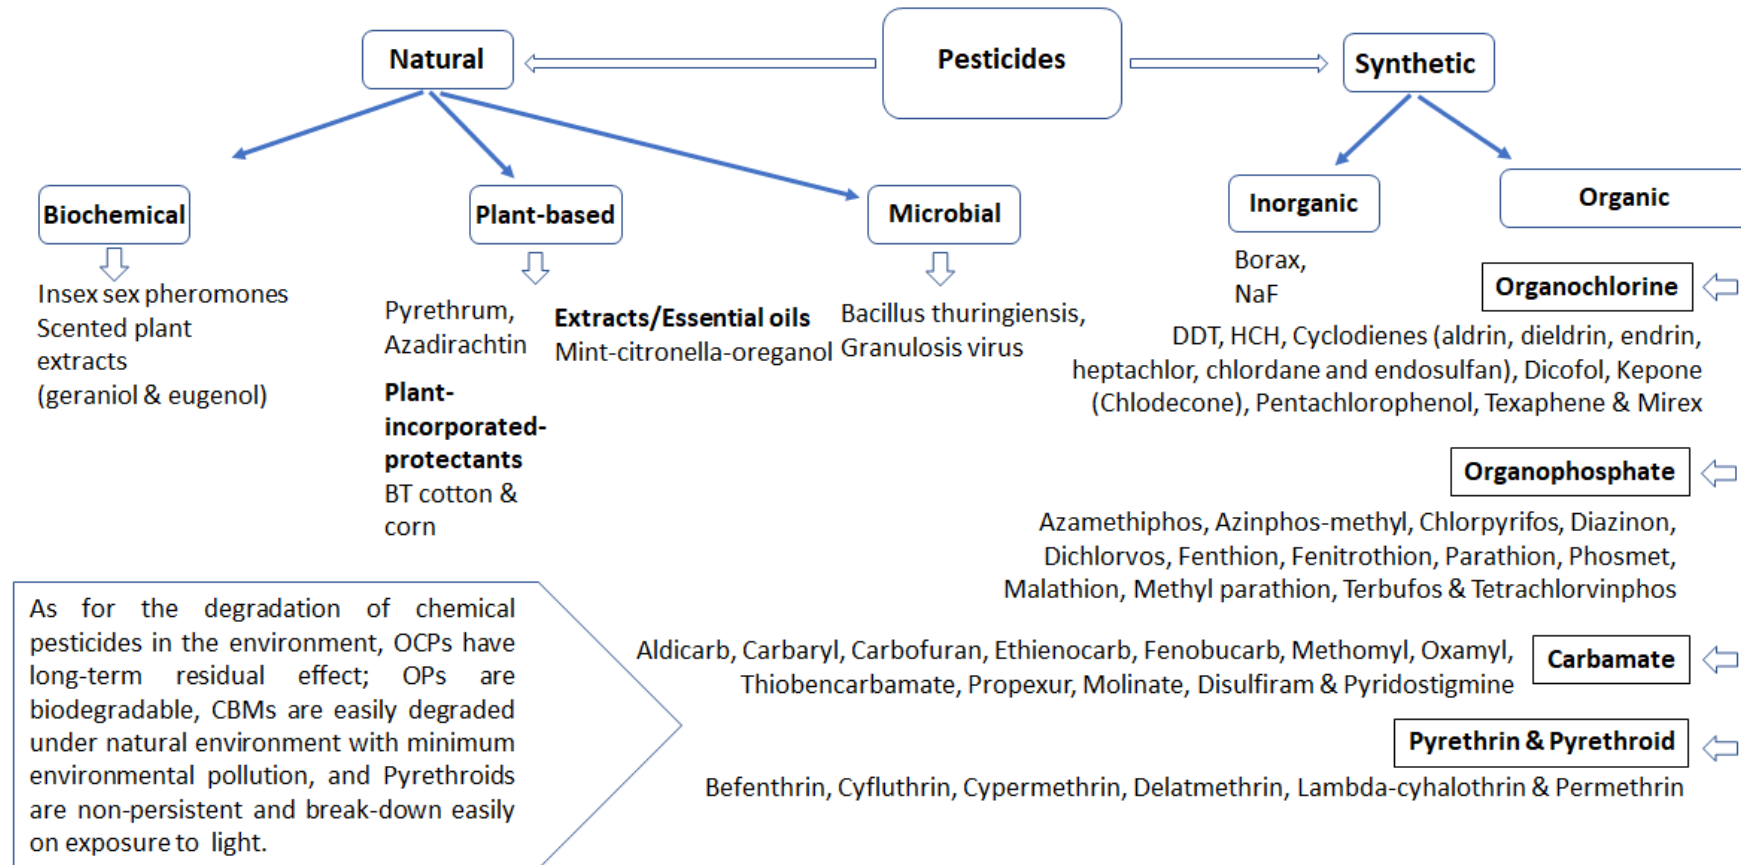 Pesticides
Natural
Synthetic
Biochemical
Insex sex pheromones
Scented plant
extracts
(geraniol & eugenol)
Plant-based
Pyrethrum,
Azadirachtin
Plant-
incorporated-
protectants
BT cotton &
corn
Extracts/Essential oils
Mint-citronella-oreganol
Microbial
Bacillus thuringiensis,
Granulosis virus
Inorganic
Borax,
NaF
Organic
Organochlorine
DDT, HCH, Cyclodienes (aldrin, dieldrin, endrin,
heptachlor, chlordane and endosulfan), Dicofol, Kepone
(Chlodecone), Pentachlorophenol, Texaphene & Mirex
Organophosphate
Azamethiphos, Azinphos-methyl, Chlorpyrifos, Diazinon,
Dichlorvos, Fenthion, Fenitrothion, Parathion, Phosmet,
Malathion, Methyl parathion, Terbufos & Tetrachlorvinphos
Carbamate
Aldicarb, Carbaryl, Carbofuran, Ethienocarb, Fenobucarb, Methomyl, Oxamyl,
Thiobencarbamate, Propexur, Molinate, Disulfiram & Pyridostigmine
Pyrethrin & Pyrethroid
Befenthrin, Cyfluthrin, Cypermethrin, Delatmethrin, Lambda-cyhalothrin & Permethrin
As for the degradation of chemical
pesticides in the environment, OCPs have
long-term residual effect; OPs are
biodegradable, CBMs are easily degraded
under natural environment with minimum
environmental pollution, and Pyrethroids
are non-persistent and break-down easily
on exposure to light.